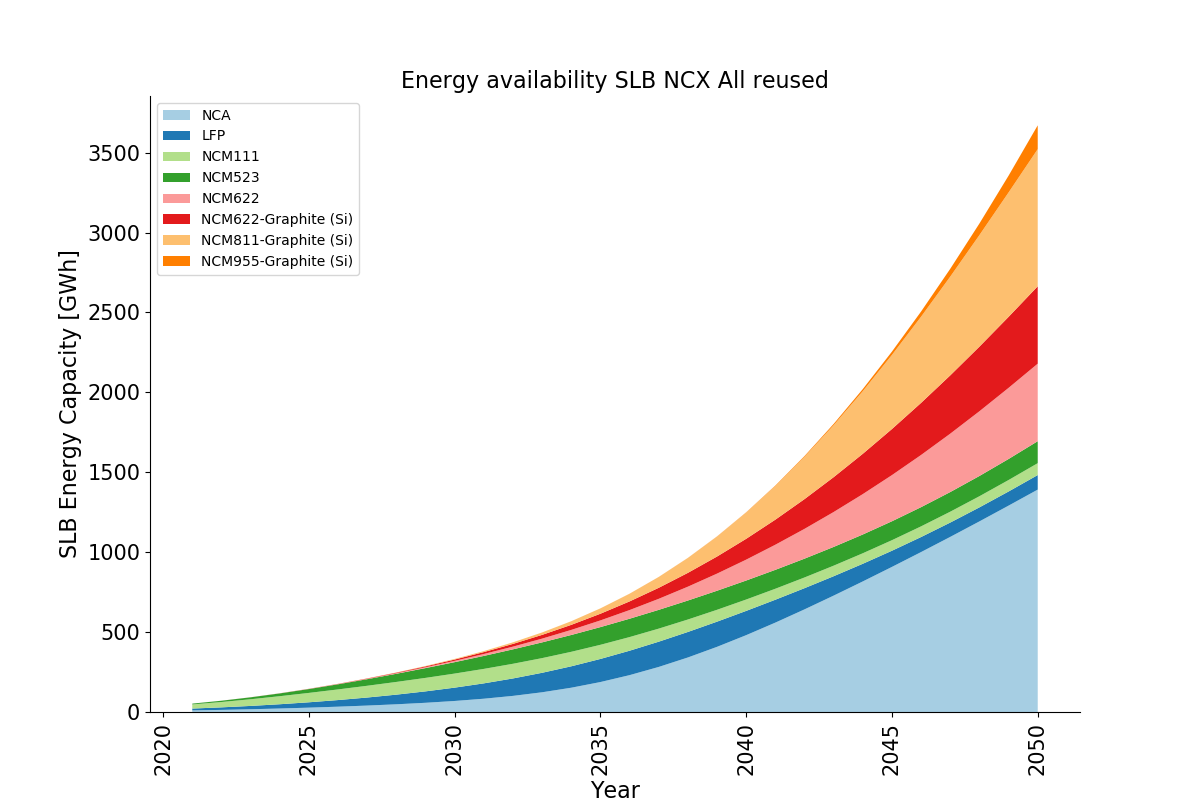 Energy availability SLB NCX All reused
NCA
LFP
NCM111
NCM523
NCM622
NCM622-Graphite (Si)
NCM811-Graphite (Si)
NCM955-Graphite (Si)
SLB Energy Capacity [GWh]
3500
3000
2500
2000
1500
1000
500
0
2020
2025
2030
2035
2040
2045
2050
Year